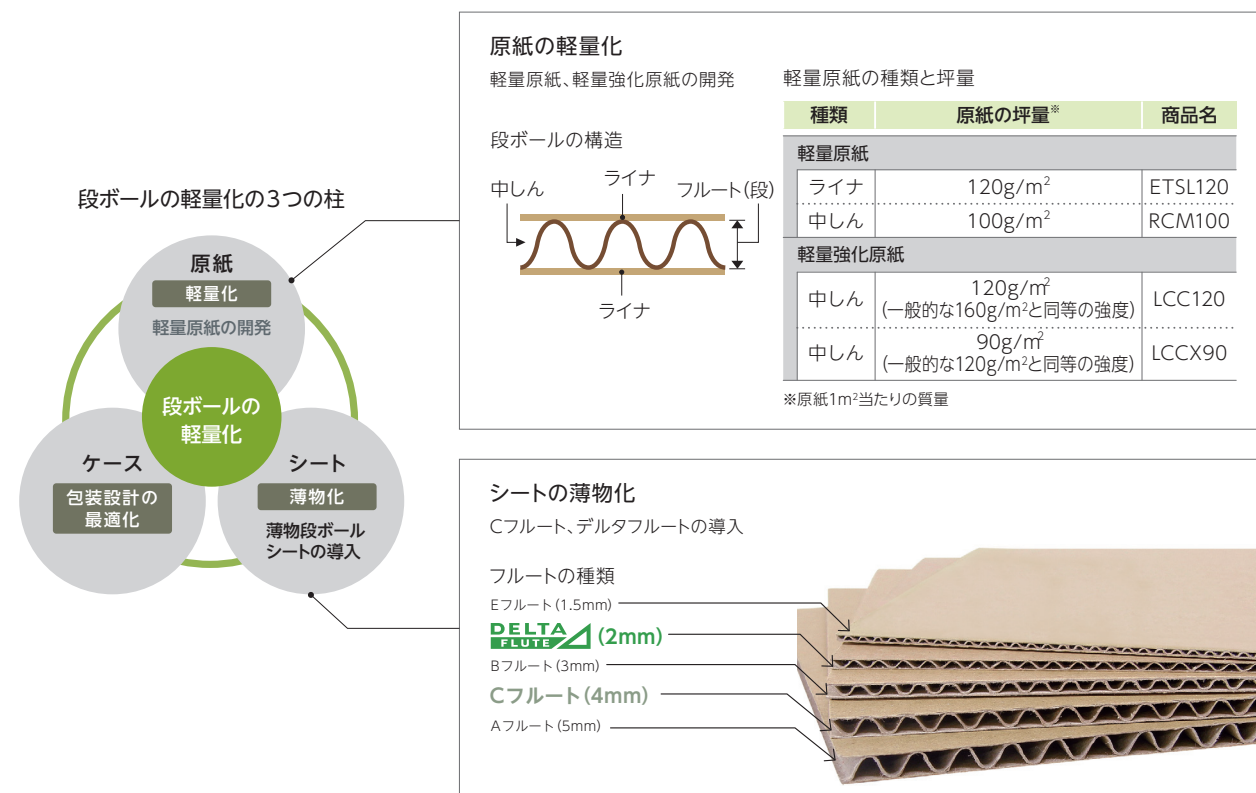 段ボールの軽量化の3つの柱
原紙
軽量化
軽量原紙の開発
段ボールの
軽量化
ケース
包装設計の
最適化
シート
薄物化
薄物段ボール
シートの導入
原紙の軽量化
軽量原紙、軽量強化原紙の開発
段ボールの構造
中しん
ライナ
フルート(段)
ライナ
軽量原紙の種類と坪量
種類 原紙の坪量※ 商品名
軽量原紙
ライナ 120g/m² ETSL120
中しん 100g/m² RCM100
軽量強化原紙
中しん 120g/㎡ LCC120
(一般的な160g/m²と同等の強度)
中しん 90g/㎡ LCCX90
(一般的な120g/m²と同等の強度)
※原紙1m²当たりの質量
シートの薄物化
Cフルート、デルタフルートの導入
フルートの種類
Eフルート(1.5mm)
DELTA FLUTE (2mm)
Bフルート(3mm)
Cフルート(4mm)
Aフルート(5mm)